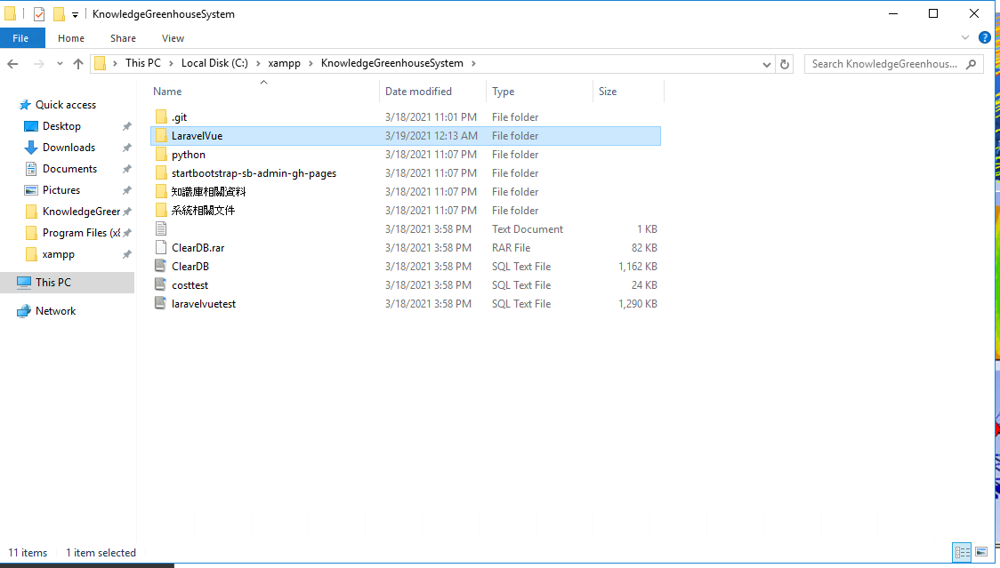 KnowledgeGreenhouseSystem
File Home Share View
This PC Local Disk (C:) xampp KnowledgeGreenhouseSystem Search KnowledgeGreenhous...
Name Date modified Type Size
Quick access
Desktop
Downloads
Documents
Pictures
KnowledgeGreer
Program Files (x8
xampp
This PC
Network
.git 3/18/2021 11:01 PM File folder
LaravelVue 3/19/2021 12:13 AM File folder
python 3/18/2021 11:07 PM File folder
startbootstrap-sb-admin-gh-pages 3/18/2021 11:07 PM File folder
知識庫相關資料 3/18/2021 11:07 PM File folder
系統相關文件 3/18/2021 11:07 PM File folder
3/18/2021 3:58 PM Text Document 1 KB
ClearDB.rar 3/18/2021 3:58 PM RAR File 82 KB
ClearDB 3/18/2021 3:58 PM SQL Text File 1,162 KB
costtest 3/18/2021 3:58 PM SQL Text File 24 KB
laravelvuetest 3/18/2021 3:58 PM SQL Text File 1,290 KB
11 items 1 item selected